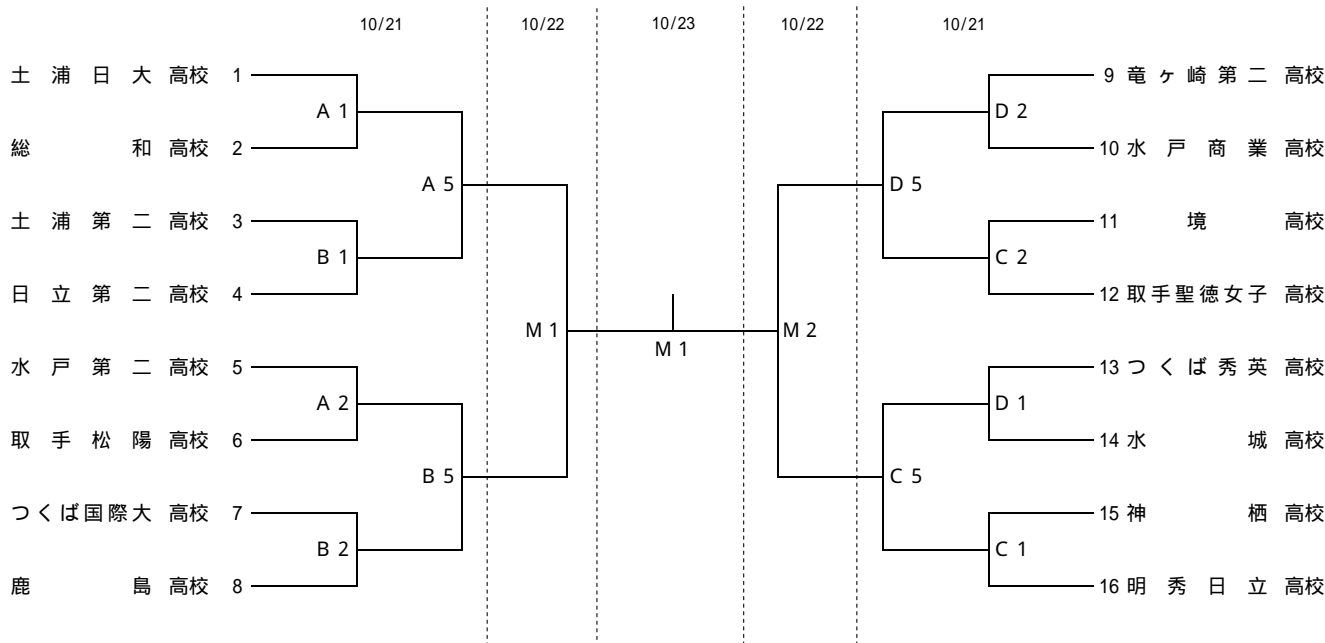 10/21 10/22 10/23 10/22 10/21
土浦日大 高校 1
A 1
総和 高校 2
A 5
土浦第二 高校 3
B 1
日立第二 高校 4
M 1
水戸第二 高校 5
A 2
取手松陽 高校 6
B 5
つくば国際大 高校 7
B 2
鹿島 高校 8
M 1
9 竜ヶ崎第二 高校
D 2
10 水戸商業 高校
D 5
11 境 高校
C 2
12 取手聖徳女子 高校
M 2
13 つくば秀英 高校
D 1
14 水城 高校
C 5
15 神栖 高校
C 1
16 明秀日立 高校